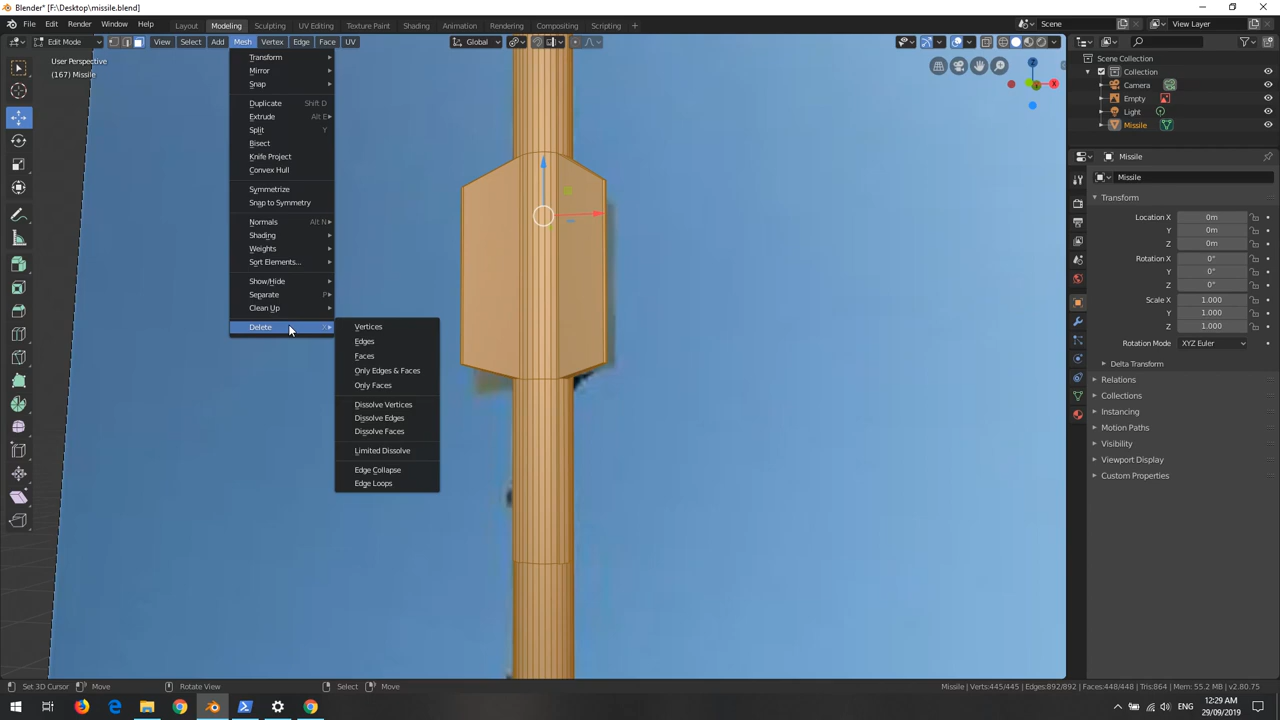 Blender* [F:\Desktop\missile.blend]
File Edit Render Window Help Layout Modeling Sculpting UV Editing Texture Paint Shading Animation Rendering Compositing Scripting Scene View Layer
Edit Mode View Select Add Mesh Vertex Edge Face UV Global
User Perspective
(167) Missile
Transform
Mirror
Snap
Duplicate Shift D
Extrude Alt E
Split Y
Bisect
Knife Project
Convex Hull
Symmetrize
Snap to Symmetry
Normals Alt N
Shading
Weights
Sort Elements...
Show/Hide
Separate P
Clean Up
Delete X
Vertices
Edges
Faces
Only Edges & Faces
Only Faces
Dissolve Vertices
Dissolve Edges
Dissolve Faces
Limited Dissolve
Edge Collapse
Edge Loops
Z
X
Scene Collection
Collection
Camera
Empty
Light
Missile
Missile
Missile
Transform
Location X 0m
Y 0m
Z 0m
Rotation X 0°
Y 0°
Z 0°
Scale X 1.000
Y 1.000
Z 1.000
Rotation Mode XYZ Euler
Delta Transform
Relations
Collections
Instancing
Motion Paths
Visibility
Viewport Display
Custom Properties
Set 3D Cursor Move Rotate View Select Move Missile | Verts:445/445 | Edges:892/892 | Faces:448/448 | Tris:864 | Mem: 55.2 MB | v2.80.75
ENG 12:29 AM
29/09/2019